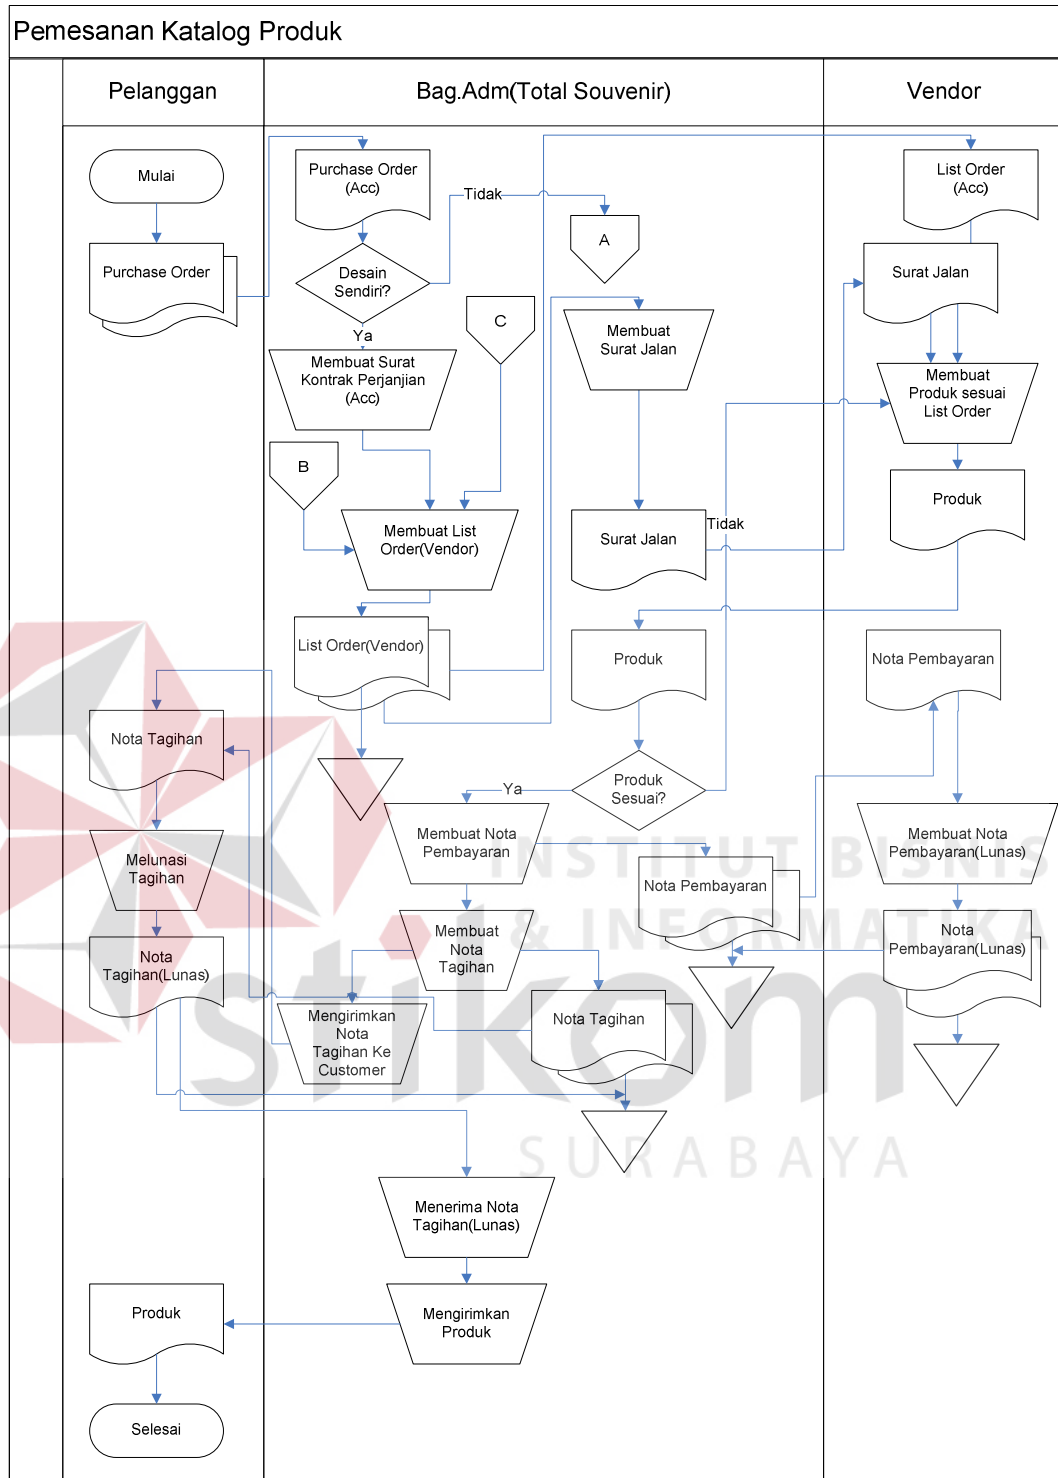 Pemesanan Katalog Produk
Pelanggan
Bag.Adm(Total Souvenir)
Vendor
Mulai
Purchase Order
Purchase Order
(Acc)
Tidak
A
Desain
Sendiri?
Ya
C
Membuat Surat
Kontrak Perjanjian
(Acc)
B
Membuat List
Order(Vendor)
List Order(Vendor)
Membuat
Surat Jalan
Surat Jalan
Tidak
List Order
(Acc)
Surat Jalan
Membuat
Produk sesuai
List Order
Produk
Produk
Produk
Sesuai?
Ya
Nota Pembayaran
Membuat Nota
Pembayaran
Nota Pembayaran
Membuat Nota
Pembayaran(Lunas)
Nota
Pembayaran(Lunas)
Membuat
Nota
Tagihan
Nota Tagihan
Mengirimkan
Nota
Tagihan Ke
Customer
Nota Tagihan
Melunasi
Tagihan
Nota
Tagihan(Lunas)
Menerima Nota
Tagihan(Lunas)
Mengirimkan
Produk
Produk
Selesai
INSTITUT BISNIS
& INFORMATIKA
stikom
SURABAYA